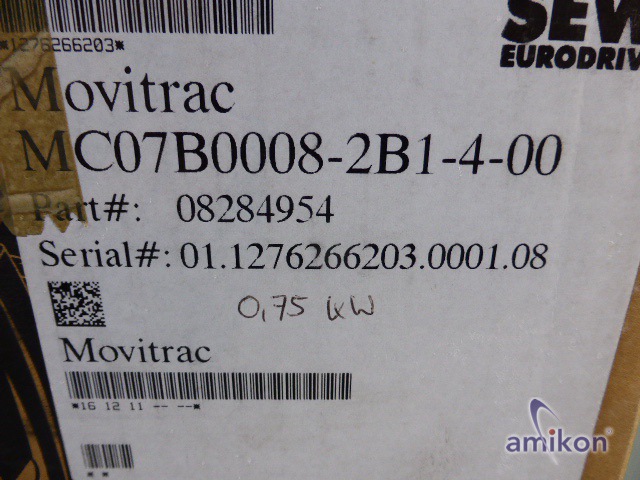 *1276266203*
SEW
EURODRIV
Movitrac
MC07B0008-2B1-4-00
Part#: 08284954
Serial#: 01.1276266203.0001.08
0,75 kW
Movitrac
*16 12 11 -- --*
* *
amikon®